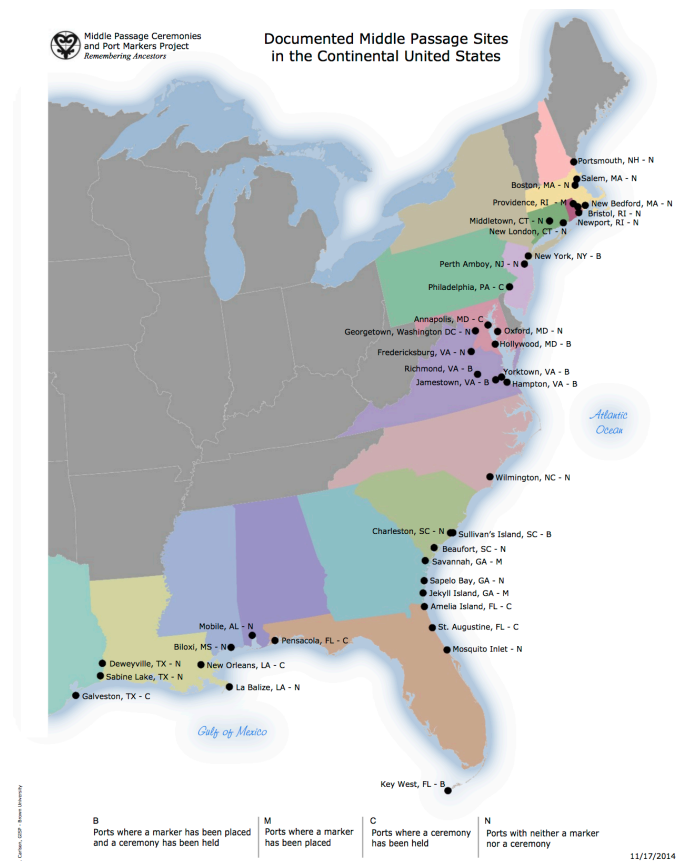 Middle Passage Ceremonies
and Port Markers Project
Remembering Ancestors
Documented Middle Passage Sites
in the Continental United States
Portsmouth, NH - N
Salem, MA - N
Boston, MA - N
Providence, RI - M
New Bedford, MA - N
Bristol, RI - N
Middletown, CT - N
Newport, RI - N
New London, CT - N
New York, NY - B
Perth Amboy, NJ - N
Philadelphia, PA - C
Annapolis, MD - C
Georgetown, Washington DC - N
Oxford, MD - N
Hollywood, MD - B
Fredericksburg, VA - N
Richmond, VA - B
Yorktown, VA - B
Jamestown, VA - B
Hampton, VA - B
Atlantic
Ocean
Wilmington, NC - N
Charleston, SC - N
Sullivan's Island, SC - B
Beaufort, SC - N
Savannah, GA - M
Sapelo Bay, GA - N
Jekyll Island, GA - M
Amelia Island, FL - C
St. Augustine, FL - C
Mobile, AL - N
Pensacola, FL - C
Biloxi, MS - N
Mosquito Inlet - N
Deweyville, TX - N
New Orleans, LA - C
Sabine Lake, TX - N
La Balize, LA - N
Galveston, TX - C
Gulf of Mexico
Key West, FL - B
B
Ports where a marker has been placed
and a ceremony has been held
M
Ports where a marker
has been placed
C
Ports where a ceremony
has been held
N
Ports with neither a marker
nor a ceremony
11/17/2014
Carlsen, GISP - Brown University